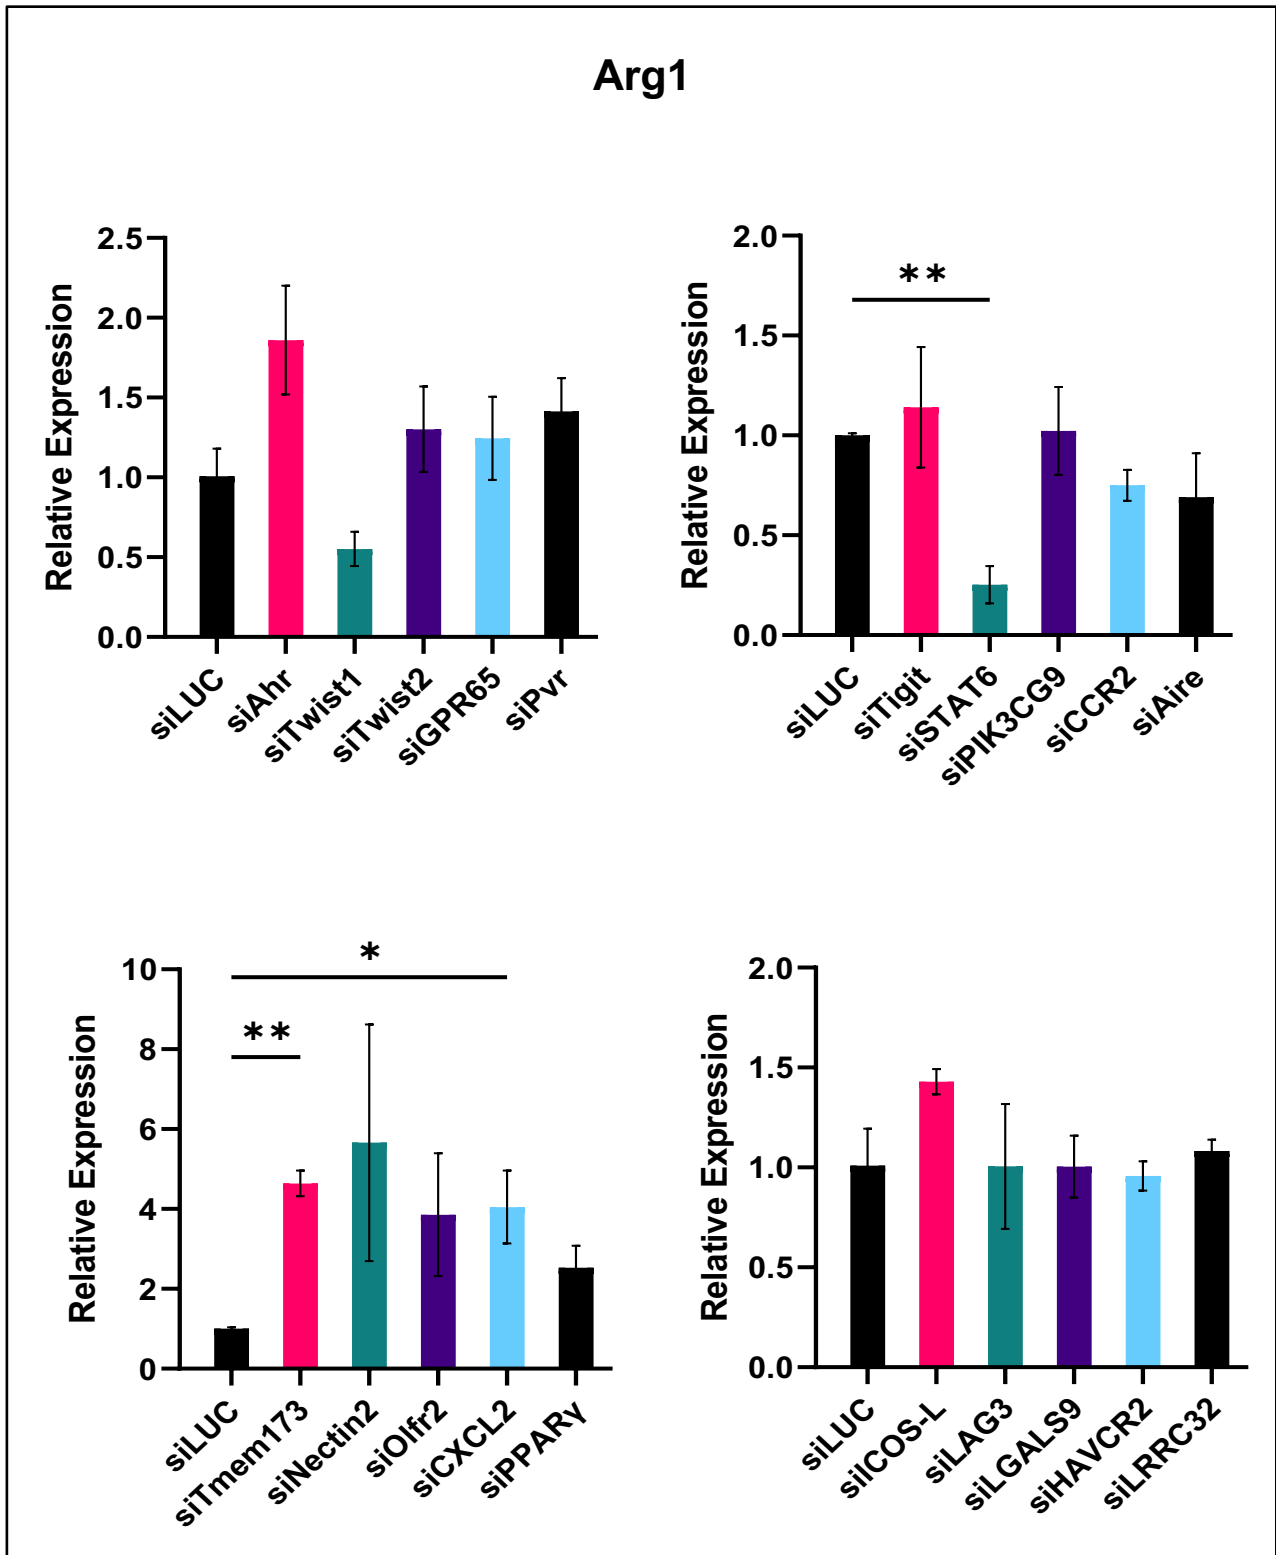 Arg1
Relative Expression
2.5
2.0
1.5
1.0
0.5
0.0
siLUC
siAhr
siTwist1
siTwist2
siGPR65
siPvr
Relative Expression
2.0
1.5
1.0
0.5
0.0
**
siLUC
siTigit
siSTAT6
siPIK3CG9
siCCR2
siAire
Relative Expression
10
8
6
4
2
0
*
**
siLUC
siTmem173
siNectin2
siOlfr2
siCXCL2
siPPARγ
Relative Expression
2.0
1.5
1.0
0.5
0.0
siLUC
siICOS-L
siLAG3
siLGALS9
siHAVCR2
siLRRC32